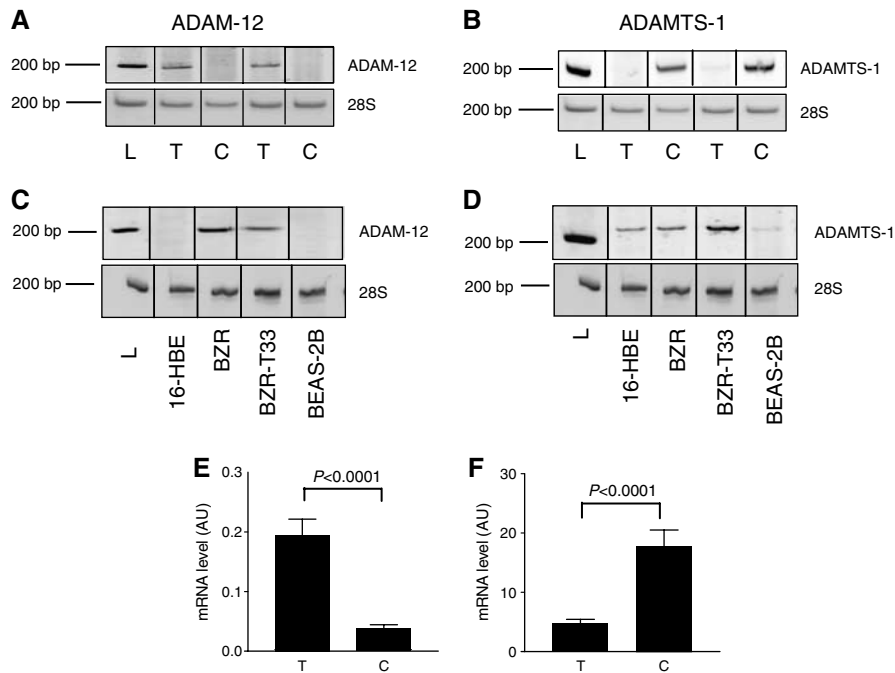 A ADAM-12
200 bp ADAM-12
200 bp 28S
L T C T C
B ADAMTS-1
200 bp ADAMTS-1
200 bp 28S
L T C T C
C
200 bp ADAM-12
200 bp 28S
L 16-HBE BZR BZR-T33 BEAS-2B
D
200 bp ADAMTS-1
200 bp 28S
L 16-HBE BZR BZR-T33 BEAS-2B
E
P<0.0001
mRNA level (AU)
0.3
0.2
0.1
0.0
T C
F
P<0.0001
mRNA level (AU)
30
20
10
0
T C